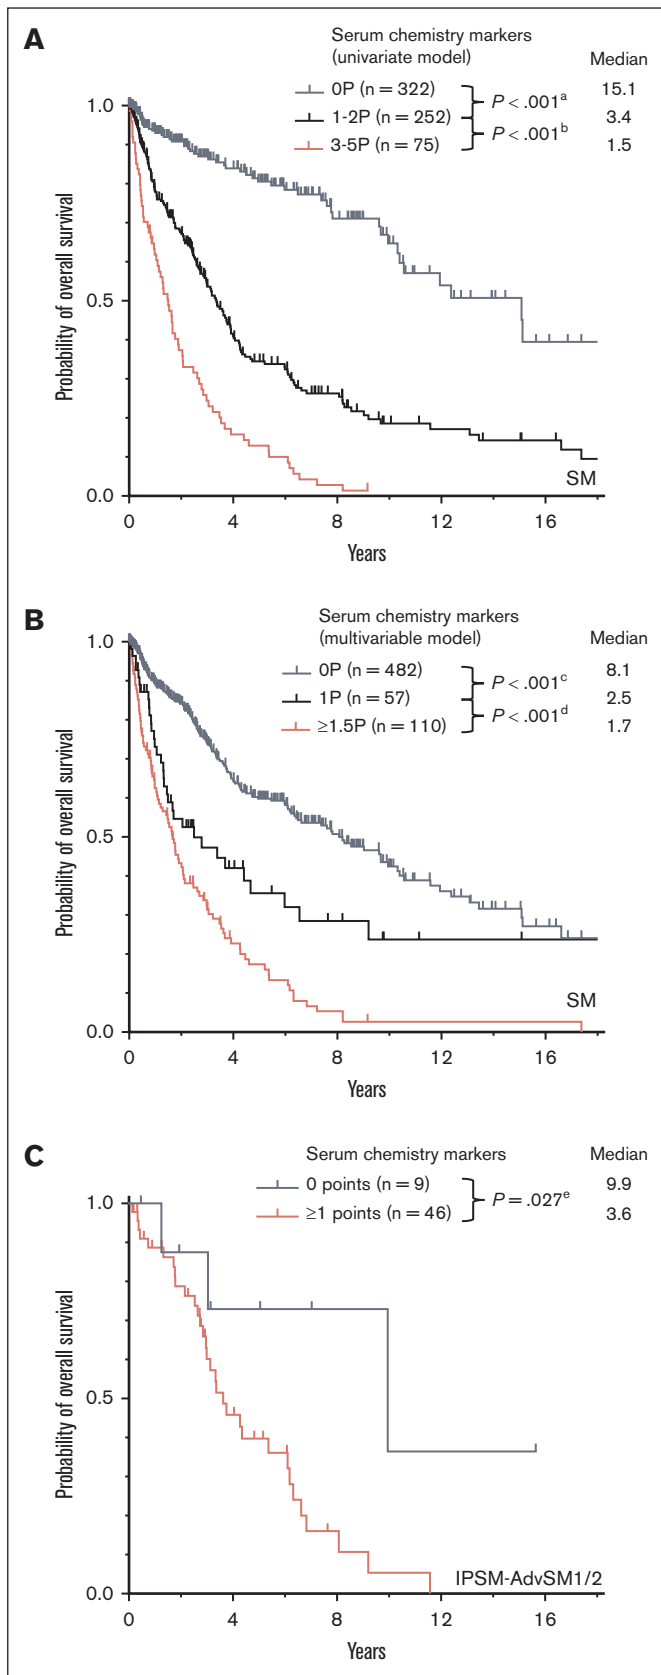 A
Serum chemistry markers
(univariate model) Median
0P (n = 322) 15.1
P < .001a
1-2P (n = 252) 3.4
P < .001b
3-5P (n = 75) 1.5
Probability of overall survival
1.0
0.5
0.0
SM
0 4 8 12 16
Years
B
Serum chemistry markers
(multivariable model) Median
0P (n = 482) 8.1
P < .001c
1P (n = 57) 2.5
P < .001d
≥1.5P (n = 110) 1.7
Probability of overall survival
1.0
0.5
0.0
SM
0 4 8 12 16
Years
C
Serum chemistry markers Median
0 points (n = 9) 9.9
P = .027e
≥1 points (n = 46) 3.6
Probability of overall survival
1.0
0.5
0.0
IPSM-AdvSM1/2
0 4 8 12 16
Years